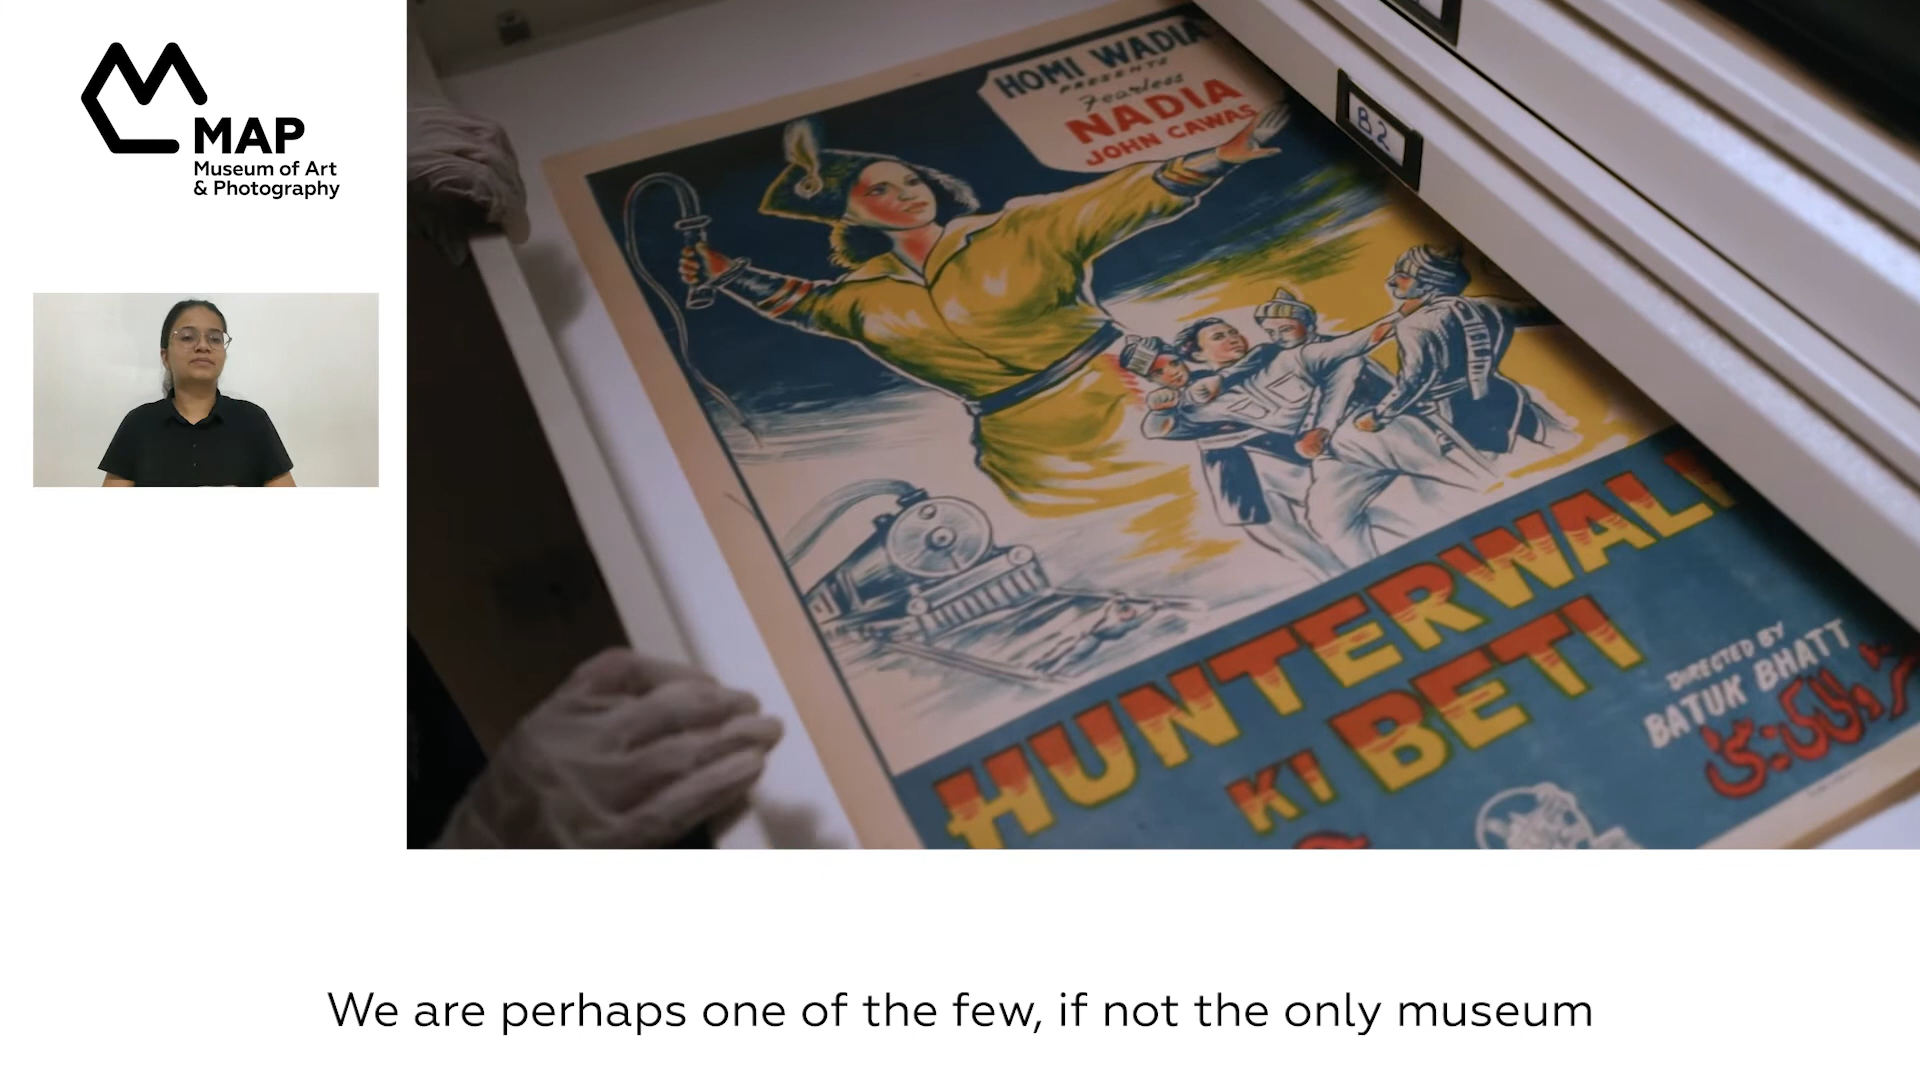 MAP
Museum of Art
& Photography
HOMI WADIA
PRESENTS
Fearless
NADIA
JOHN CAWAS
B2
HUNTERWALI
KI BETI
DIRECTED BY
BATUK BHATT
We are perhaps one of the few, if not the only museum